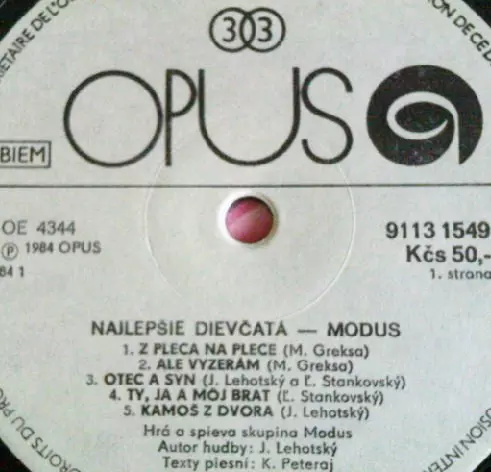 33
OPUS
BIEM
OE 4344
℗ 1984 OPUS
84 1
9113 1549
Kčs 50,-
1. strana
NAJLEPŠIE DIEVČATÁ — MODUS
1. Z PLECA NA PLECE (M. Greksa)
2. ALE VYZERÁM (M. Greksa)
3. OTEC A SYN (J. Lehotský a Ľ. Stankovský)
4. TY, JA A MÔJ BRAT (Ľ. Stankovský)
5. KAMOŠ Z DVORA (J. Lehotský)
Hrá a spieva skupina Modus
Autor hudby: J. Lehotský
Texty piesní: K. Peteraj